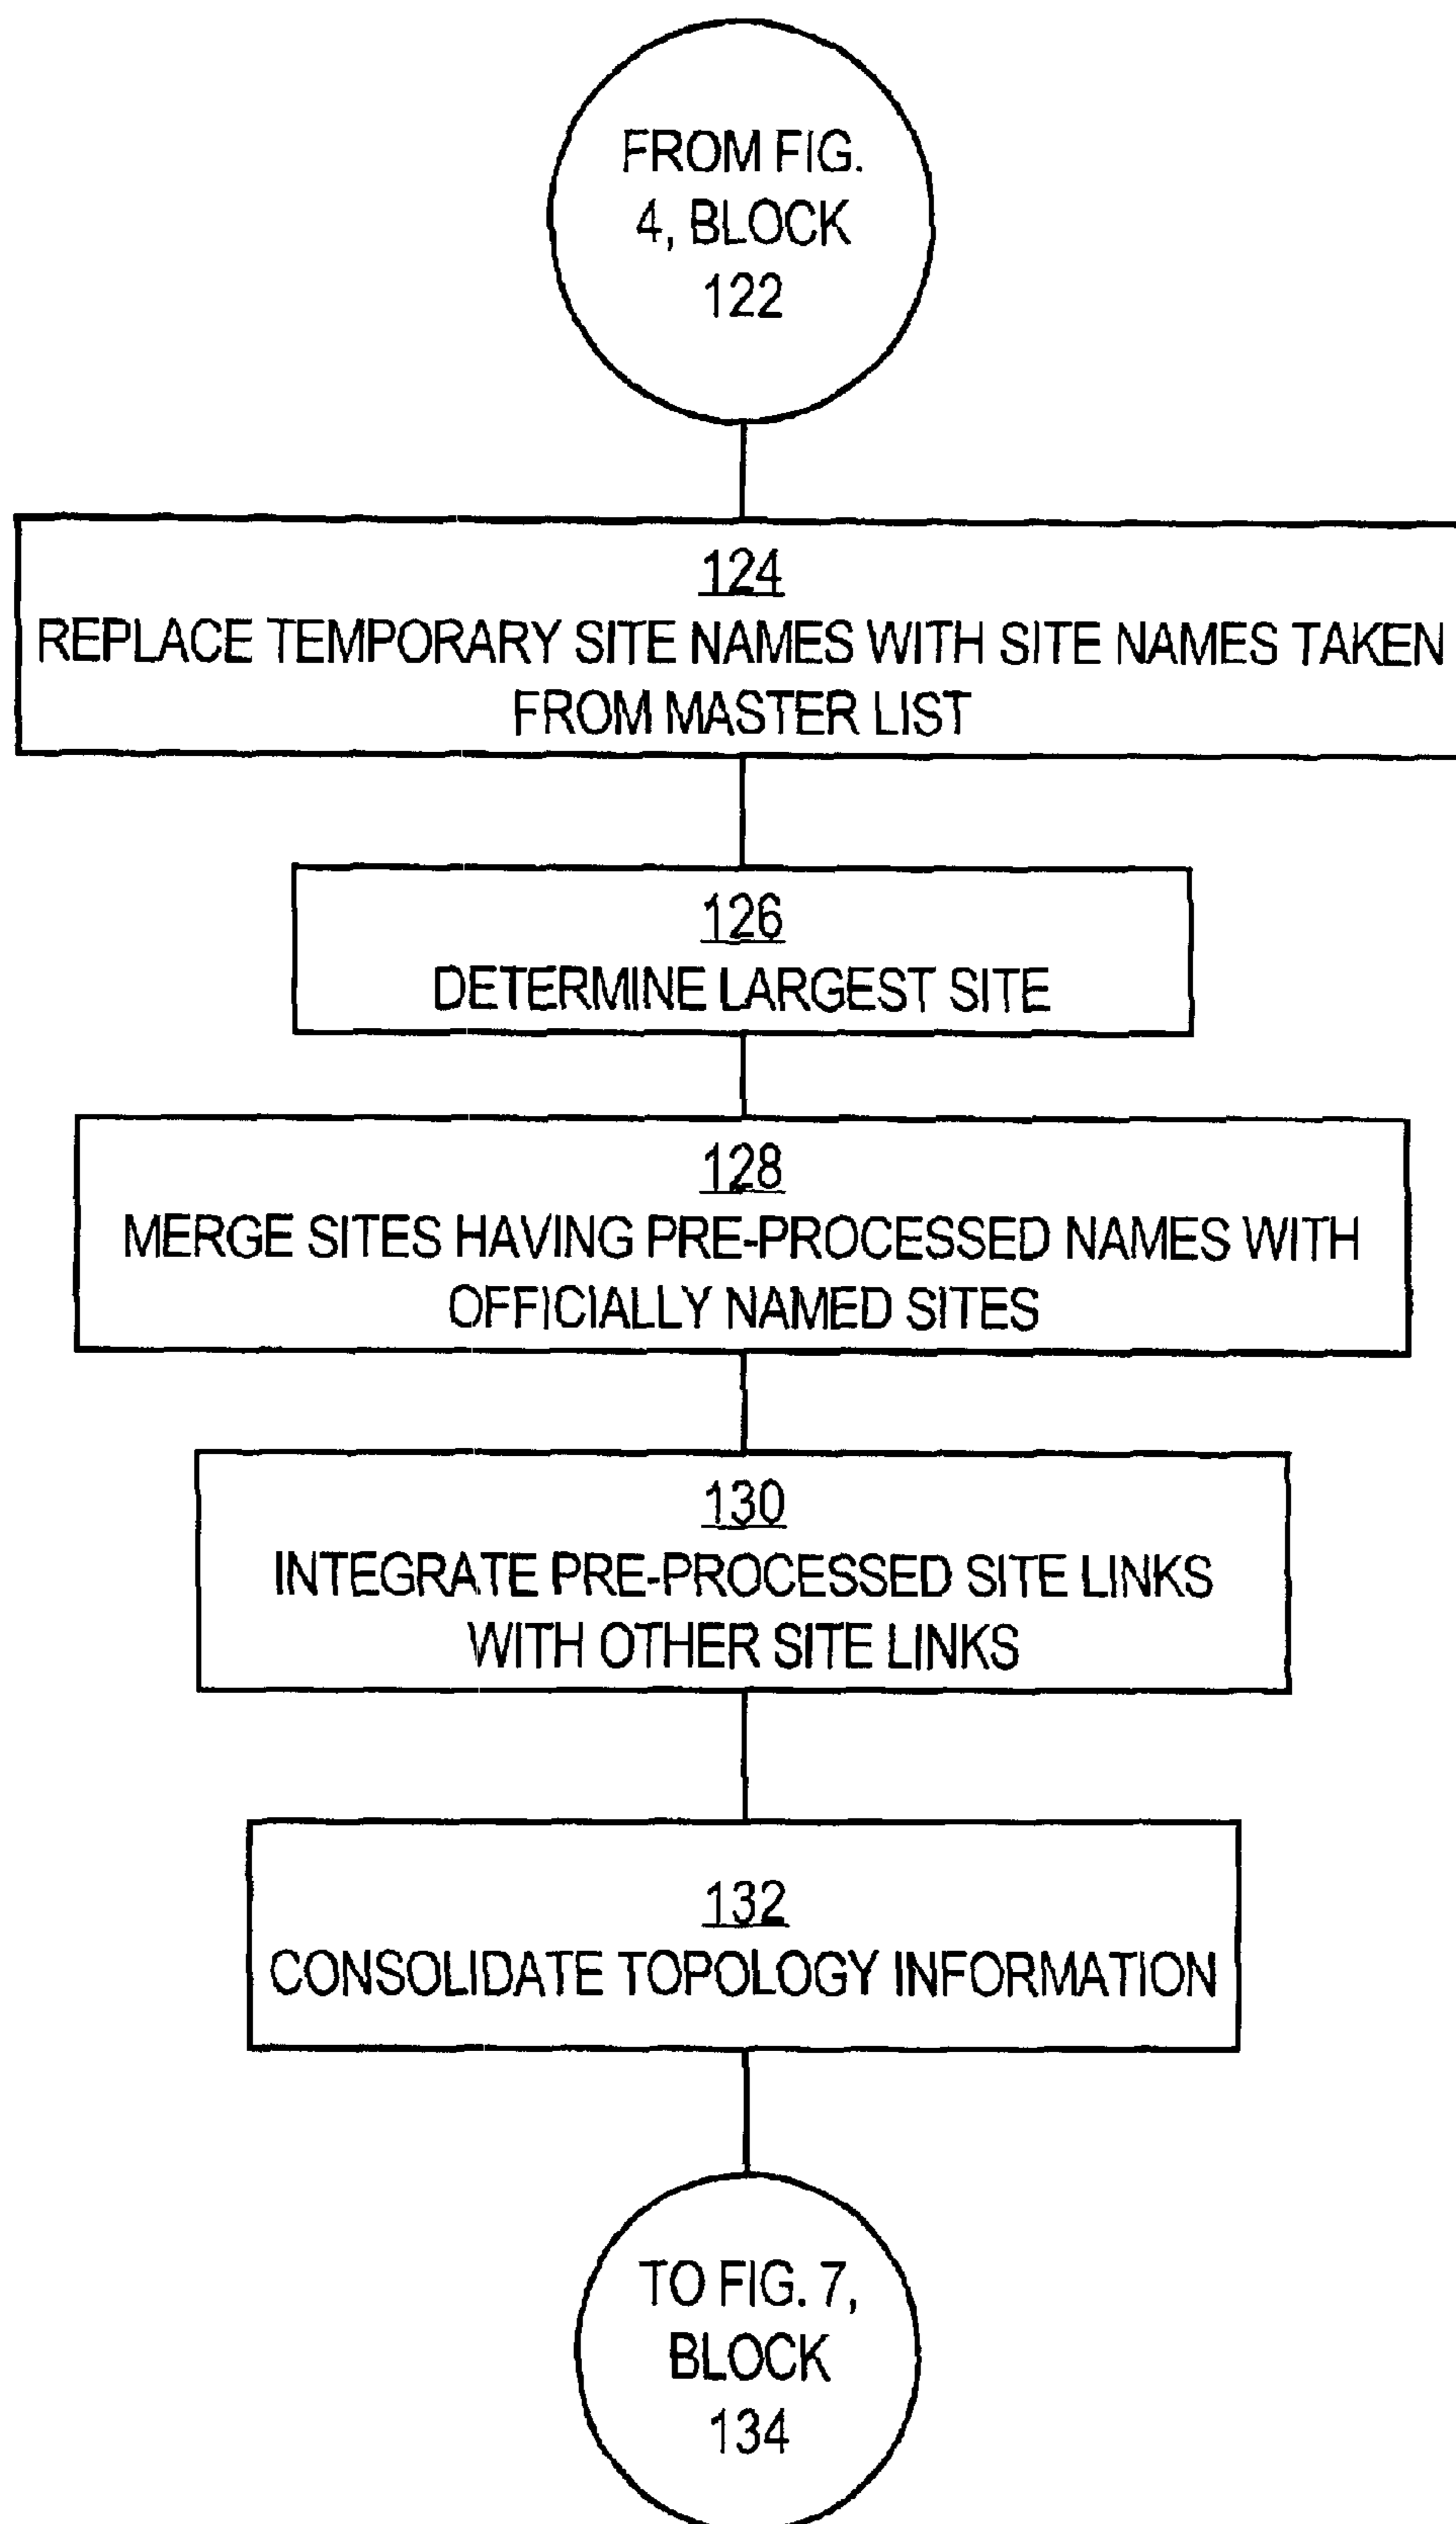 FROM FIG.
4, BLOCK
122
124
REPLACE TEMPORARY SITE NAMES WITH SITE NAMES TAKEN
FROM MASTER LIST
126
DETERMINE LARGEST SITE
128
MERGE SITES HAVING PRE-PROCESSED NAMES WITH
OFFICIALLY NAMED SITES
130
INTEGRATE PRE-PROCESSED SITE LINKS
WITH OTHER SITE LINKS
132
CONSOLIDATE TOPOLOGY INFORMATION
TO FIG. 7,
BLOCK
134